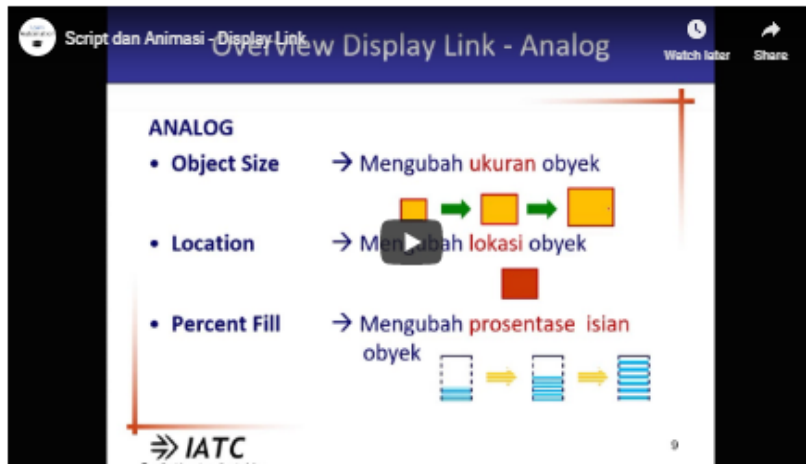 Script dan Animasi - Display Link
Overview Display Link - Analog
Watch later
Share
ANALOG
• Object Size → Mengubah ukuran obyek
• Location → Mengubah lokasi obyek
• Percent Fill → Mengubah prosentase isian
obyek
IATC
9